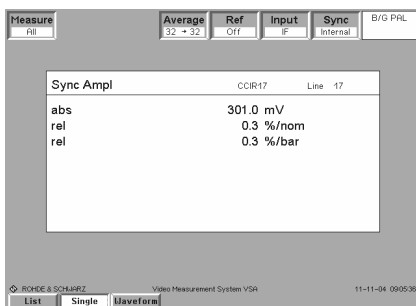 Measure Average Ref Input Sync B/G PAL
All 32 → 32 Off IF Internal
Sync Ampl CCIR17 Line 17
abs 301.0 mV
rel 0.3 %/nom
rel 0.3 %/bar
ROHDE & SCHWARZ Video Measurement System VSA 11-11-04 09:05:36
List Single Waveform